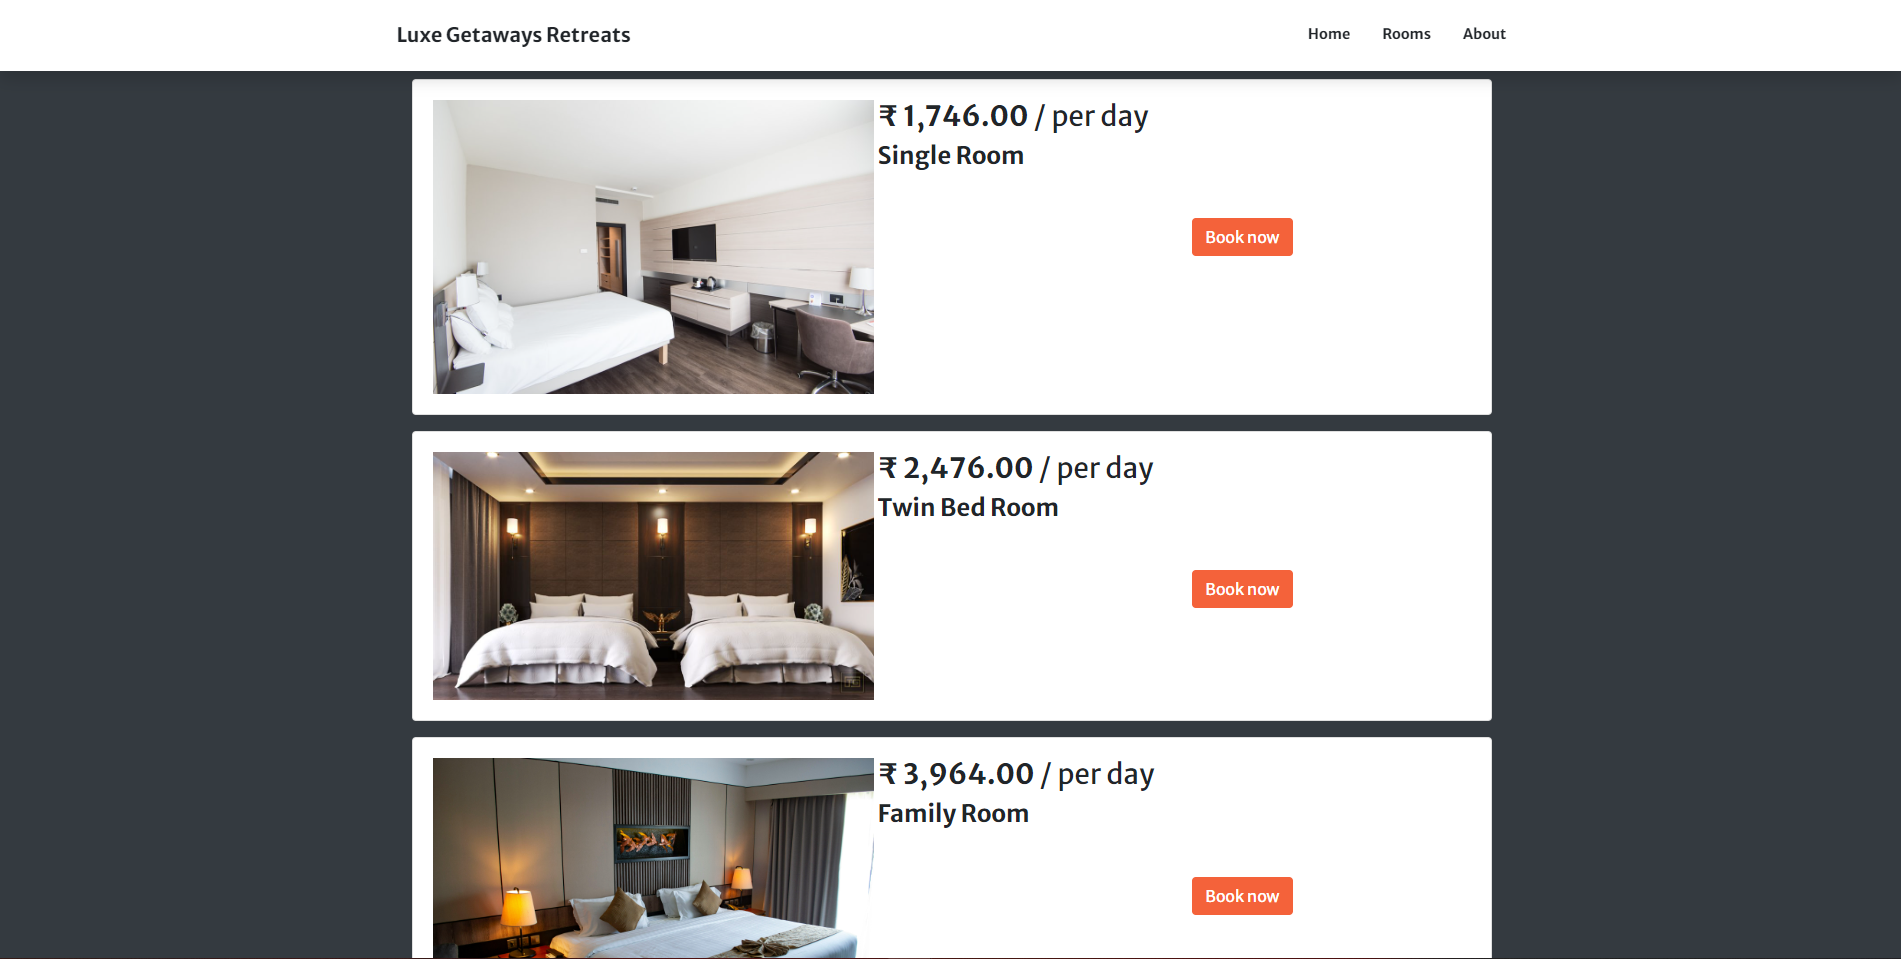 Luxe Getaways Retreats
Home Rooms About
₹ 1,746.00 / per day
Single Room
Book now
₹ 2,476.00 / per day
Twin Bed Room
Book now
₹ 3,964.00 / per day
Family Room
Book now